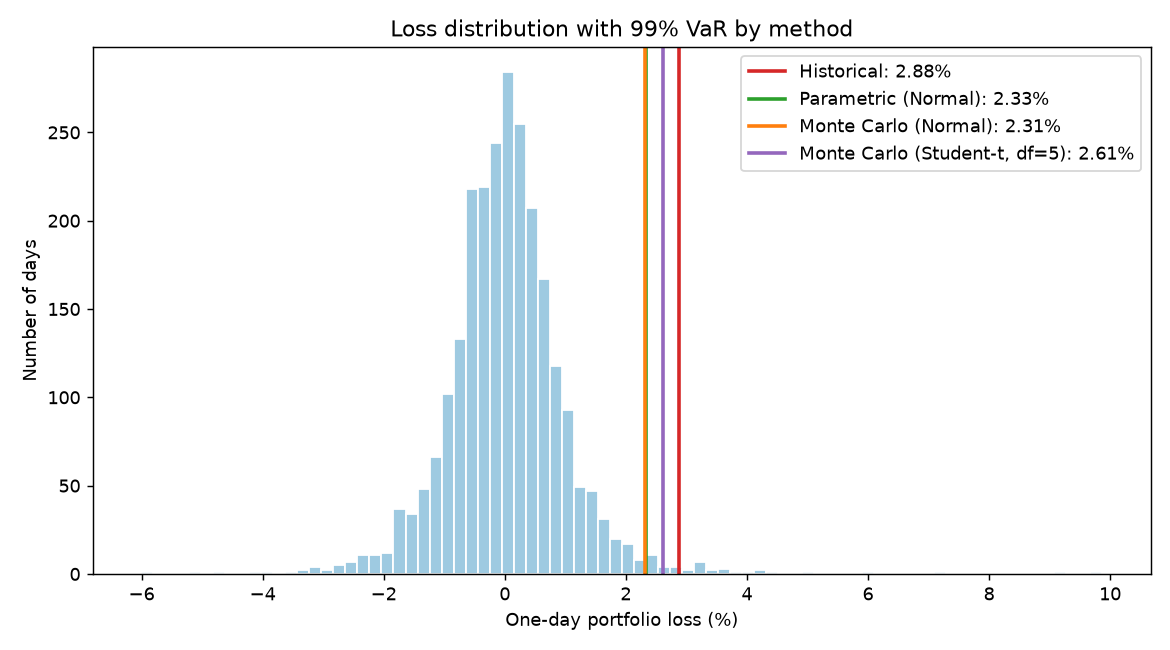 Loss distribution with 99% VaR by method
Historical: 2.88%
Parametric (Normal): 2.33%
Monte Carlo (Normal): 2.31%
Monte Carlo (Student-t, df=5): 2.61%
Number of days
250
200
150
100
50
0
−6 −4 −2 0 2 4 6 8 10
One-day portfolio loss (%)